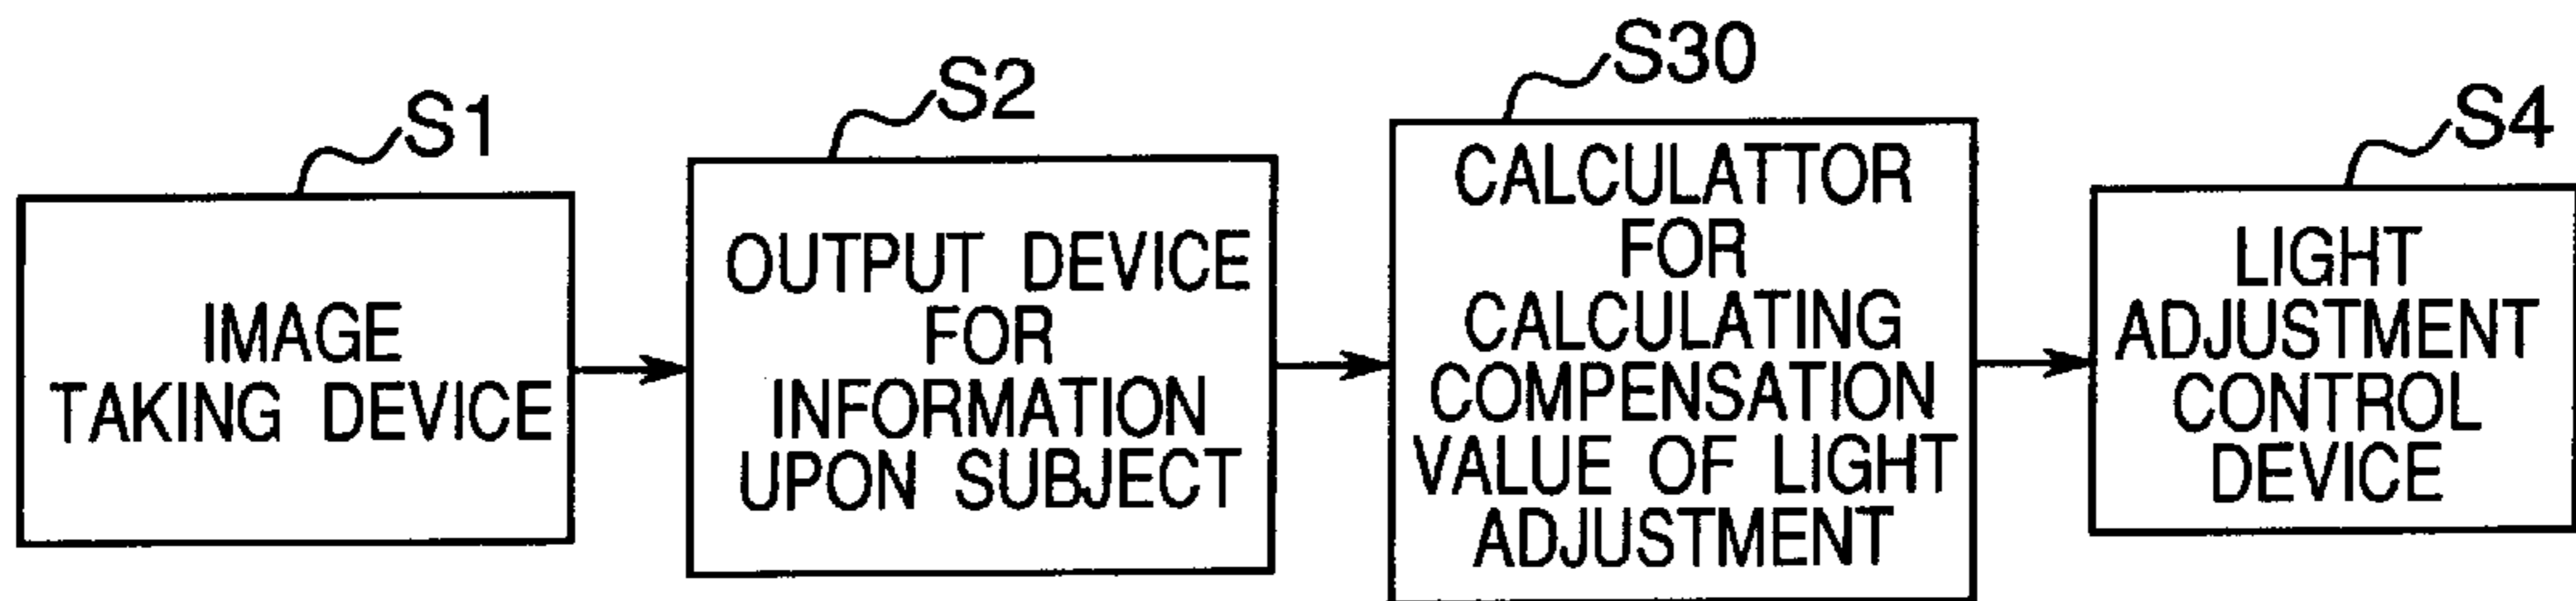 S1
IMAGE
TAKING DEVICE
S2
OUTPUT DEVICE
FOR
INFORMATION
UPON SUBJECT
S30
CALCULATTOR
FOR
CALCULATING
COMPENSATION
VALUE OF LIGHT
ADJUSTMENT
S4
LIGHT
ADJUSTMENT
CONTROL
DEVICE